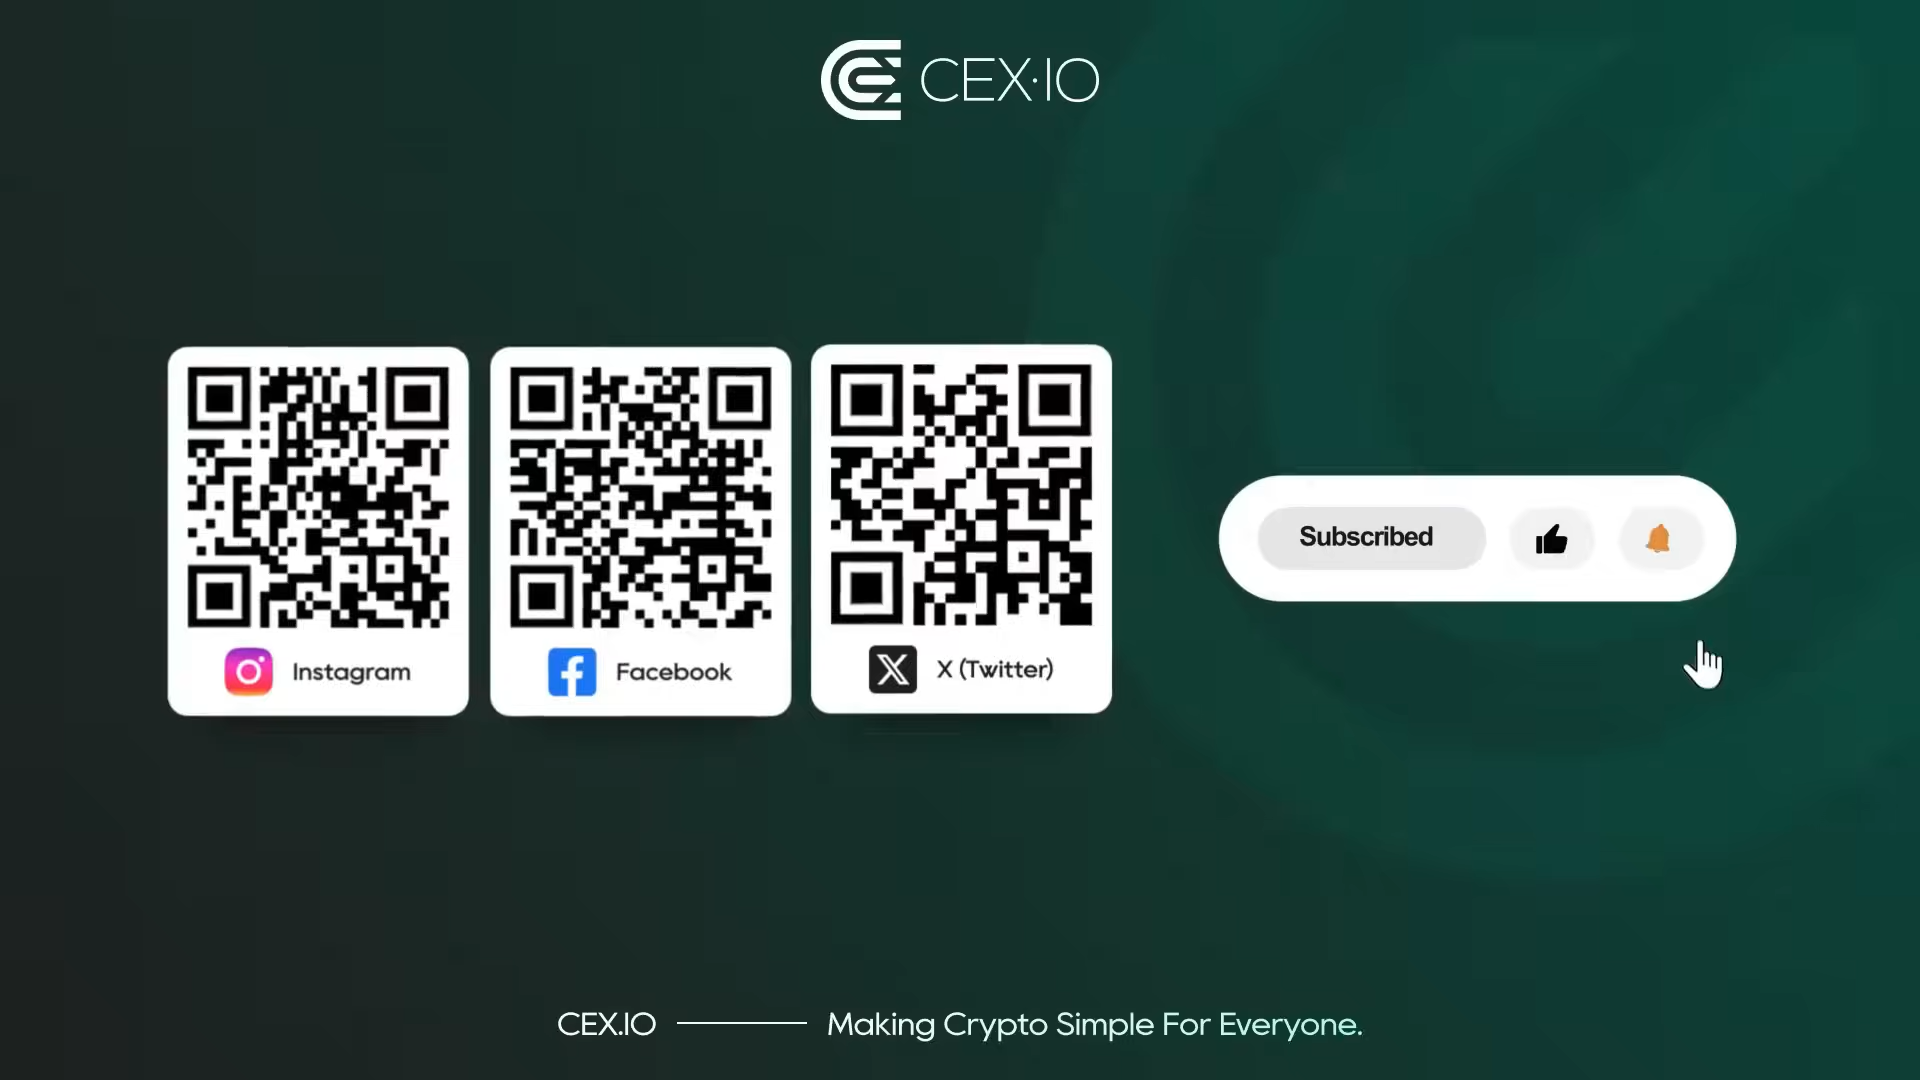 CEX·IO
Instagram
Facebook
X (Twitter)
Subscribed
CEX.IO — Making Crypto Simple For Everyone.